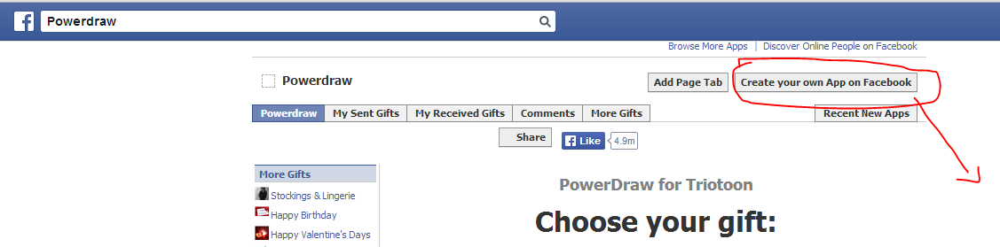 Powerdraw
Browse More Apps | Discover Online People on Facebook
Powerdraw Add Page Tab Create your own App on Facebook
Powerdraw My Sent Gifts My Received Gifts Comments More Gifts Recent New Apps
Share Like 4.9m
More Gifts
Stockings & Lingerie
Happy Birthday
Happy Valentine's Days
PowerDraw for Triotoon
Choose your gift: